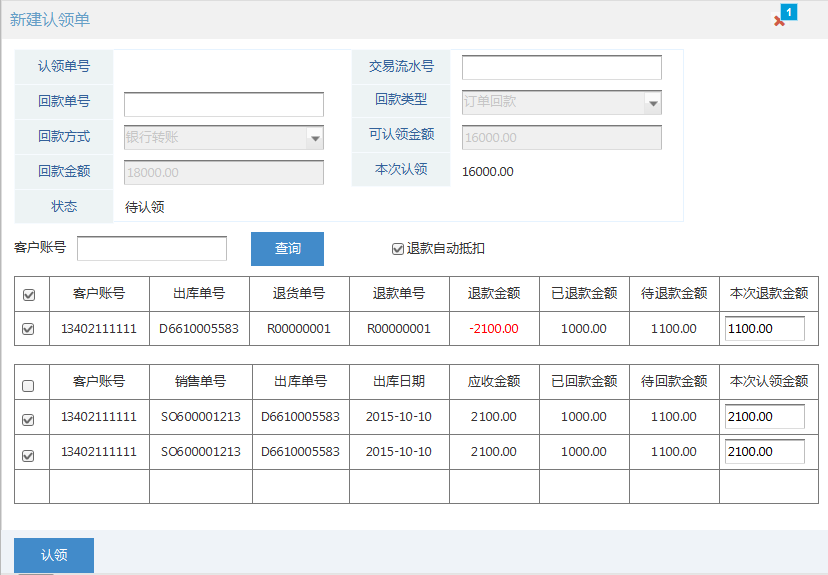 新建认领单
1
认领单号
交易流水号
回款单号
回款类型 订单回款
回款方式 银行转账
可认领金额 16000.00
回款金额 18000.00
本次认领 16000.00
状态 待认领
客户账号 查询 退款自动抵扣
客户账号 出库单号 退货单号 退款单号 退款金额 已退款金额 待退款金额 本次退款金额
13402111111 D6610005583 R00000001 R00000001 -2100.00 1000.00 1100.00 1100.00
客户账号 销售单号 出库单号 出库日期 应收金额 已回款金额 待回款金额 本次认领金额
13402111111 SO600001213 D6610005583 2015-10-10 2100.00 1000.00 1100.00 2100.00
13402111111 SO600001213 D6610005583 2015-10-10 2100.00 1000.00 1100.00 2100.00
认领